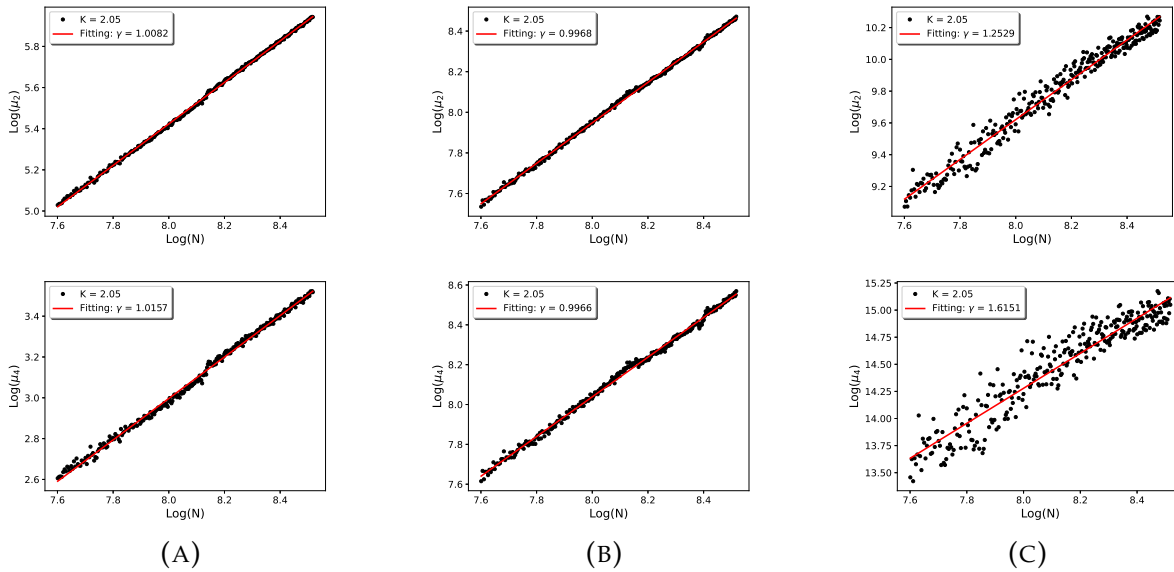 K = 2.05
Fitting: γ = 1.0082
Log(μ₂)
5.8
5.6
5.4
5.2
5.0
7.6 7.8 8.0 8.2 8.4
Log(N)
K = 2.05
Fitting: γ = 0.9968
Log(μ₂)
8.4
8.2
8.0
7.8
7.6
7.6 7.8 8.0 8.2 8.4
Log(N)
K = 2.05
Fitting: γ = 1.2529
Log(μ₂)
10.2
10.0
9.8
9.6
9.4
9.2
7.6 7.8 8.0 8.2 8.4
Log(N)
K = 2.05
Fitting: γ = 1.0157
Log(μ₄)
3.4
3.2
3.0
2.8
2.6
7.6 7.8 8.0 8.2 8.4
Log(N)
K = 2.05
Fitting: γ = 0.9966
Log(μ₄)
8.6
8.4
8.2
8.0
7.8
7.6
7.6 7.8 8.0 8.2 8.4
Log(N)
K = 2.05
Fitting: γ = 1.6151
Log(μ₄)
15.25
15.00
14.75
14.50
14.25
14.00
13.75
13.50
7.6 7.8 8.0 8.2 8.4
Log(N)
(A) (B) (C)